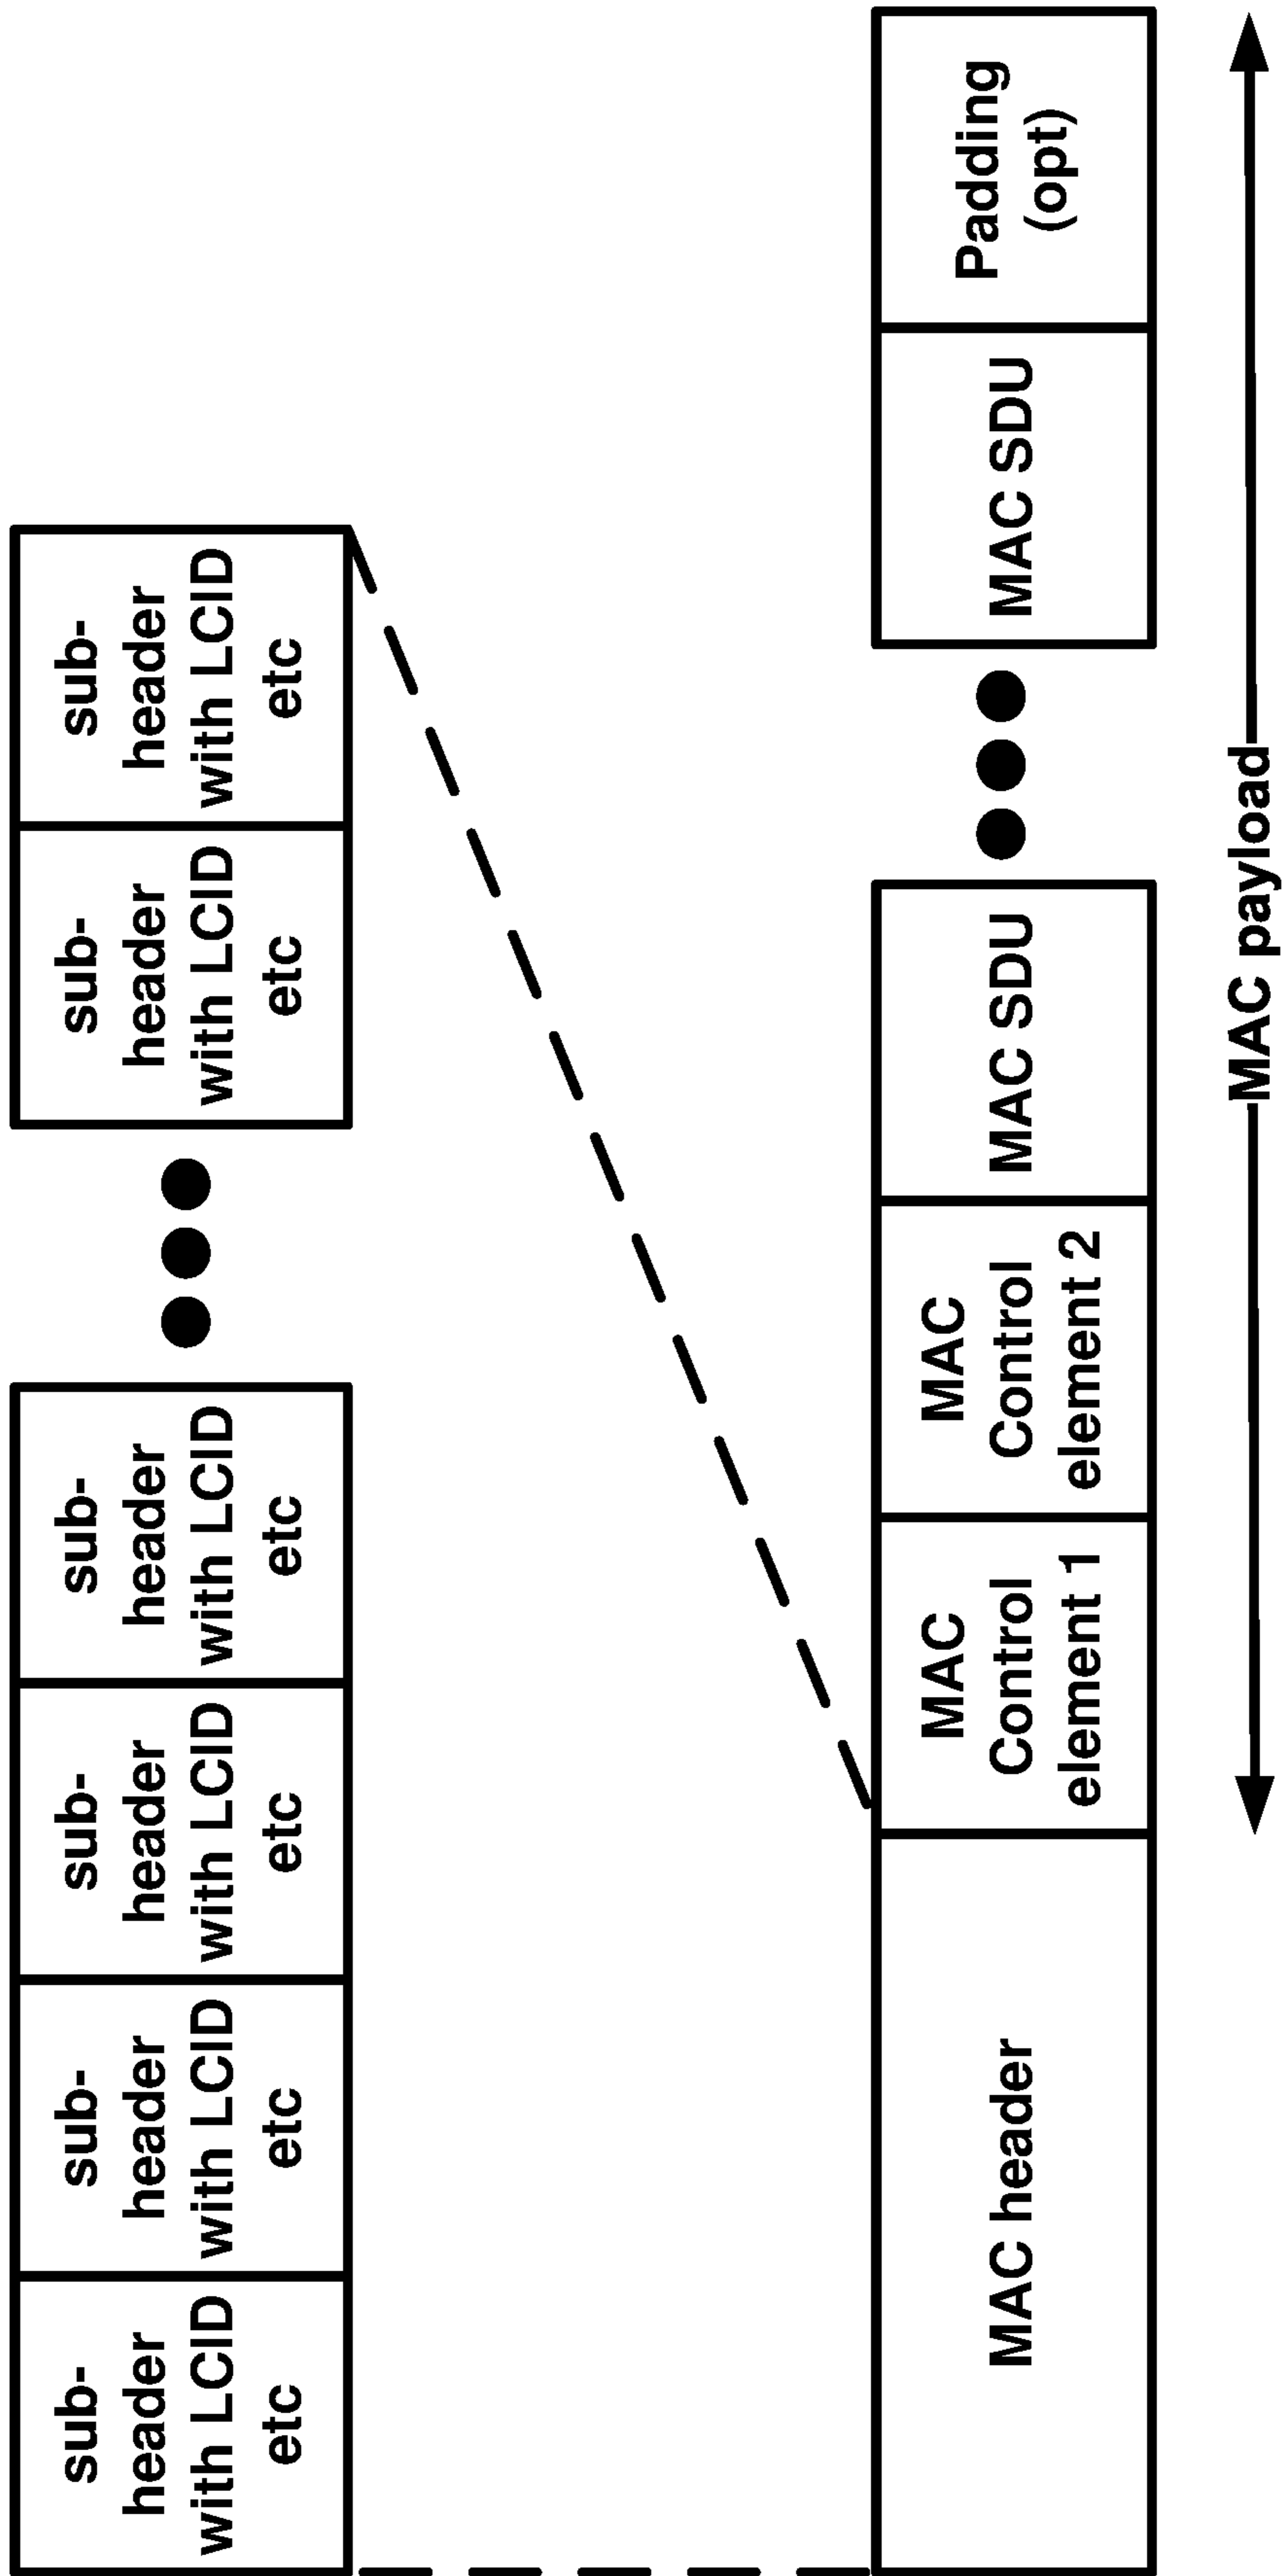 sub-
header
with LCID
etc
sub-
header
with LCID
etc
sub-
header
with LCID
etc
sub-
header
with LCID
etc
sub-
header
with LCID
etc
sub-
header
with LCID
etc
MAC header
MAC
Control
element 1
MAC
Control
element 2
MAC SDU
MAC SDU
Padding
(opt)
MAC payload